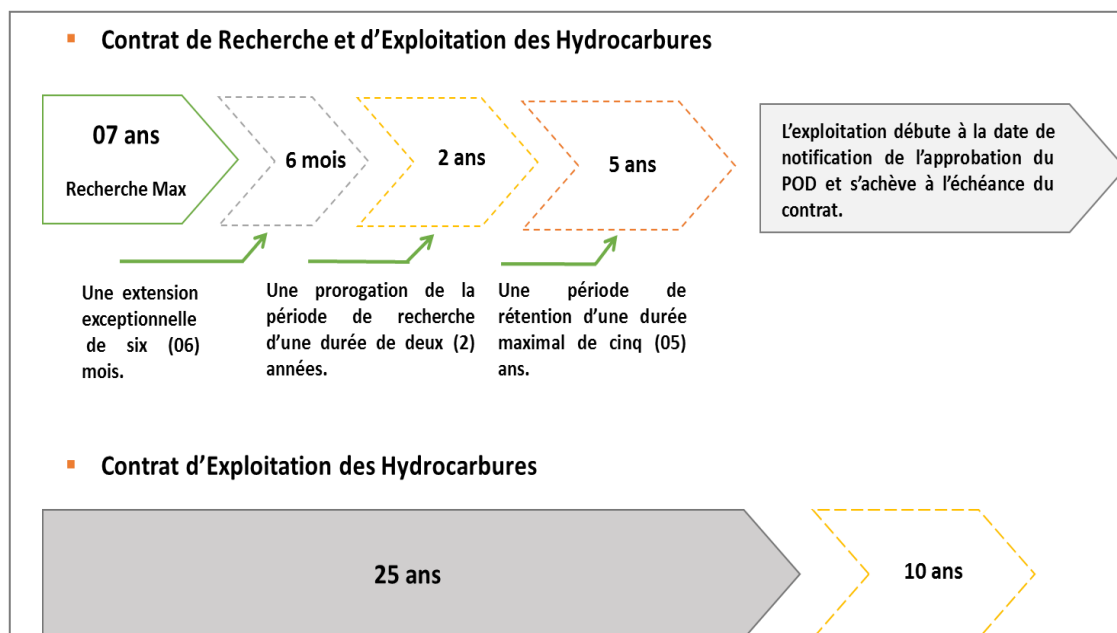 ▪ Contrat de Recherche et d’Exploitation des Hydrocarbures
07 ans
Recherche Max
6 mois
2 ans
5 ans
L’exploitation débute à la date de
notification de l’approbation du
POD et s’achève à l’échéance du
contrat.
Une extension
exceptionnelle
de six (06)
mois.
Une prorogation de la
période de recherche
d’une durée de deux (2)
années.
Une période de
rétention d’une durée
maximal de cinq (05)
ans.
▪ Contrat d’Exploitation des Hydrocarbures
25 ans
10 ans